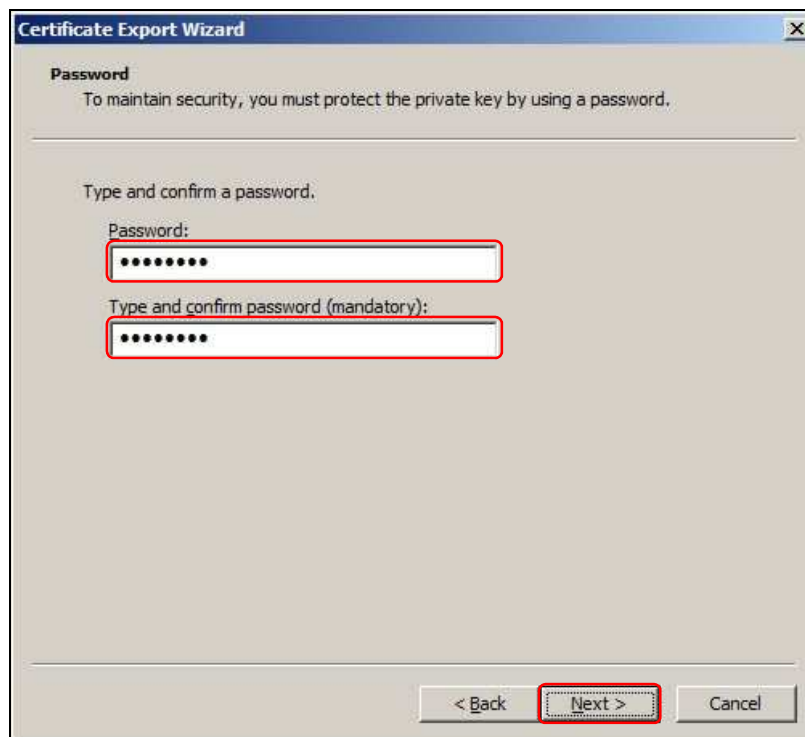 Certificate Export Wizard
Password
To maintain security, you must protect the private key by using a password.
Type and confirm a password.
Password:
••••••••
Type and confirm password (mandatory):
••••••••
< Back Next > Cancel